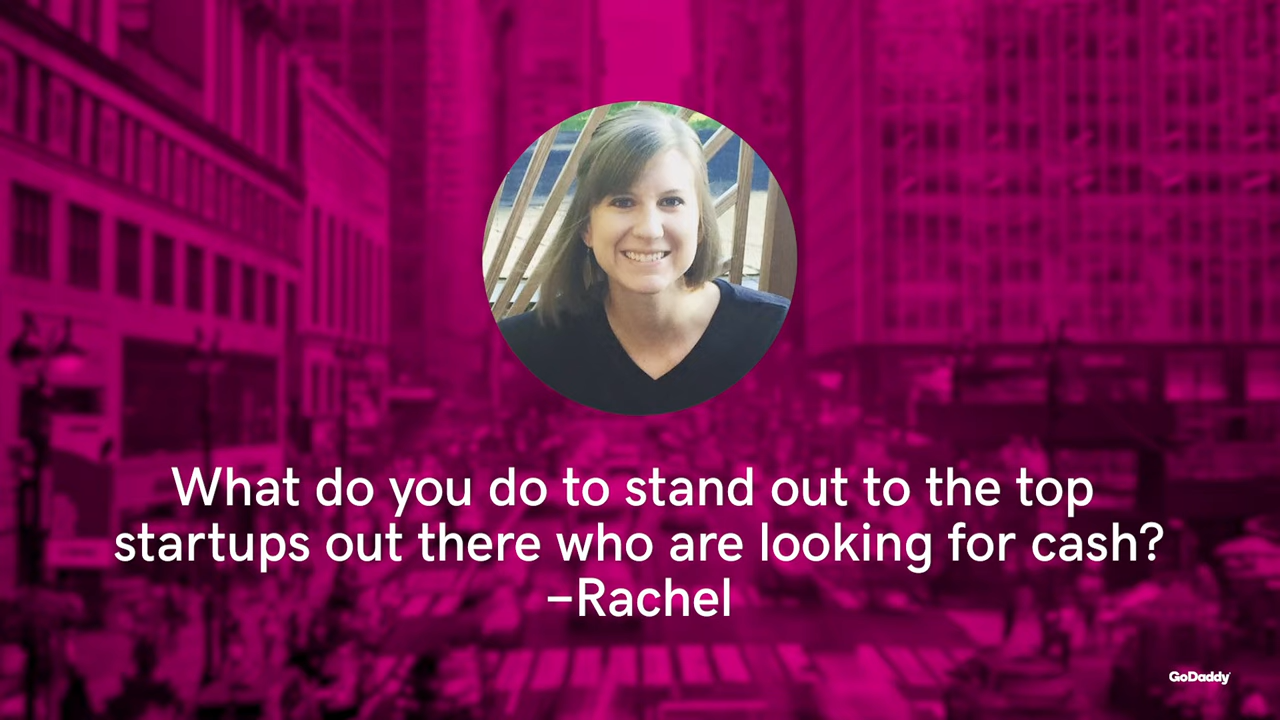 What do you do to stand out to the top
startups out there who are looking for cash?
–Rachel
GoDaddy